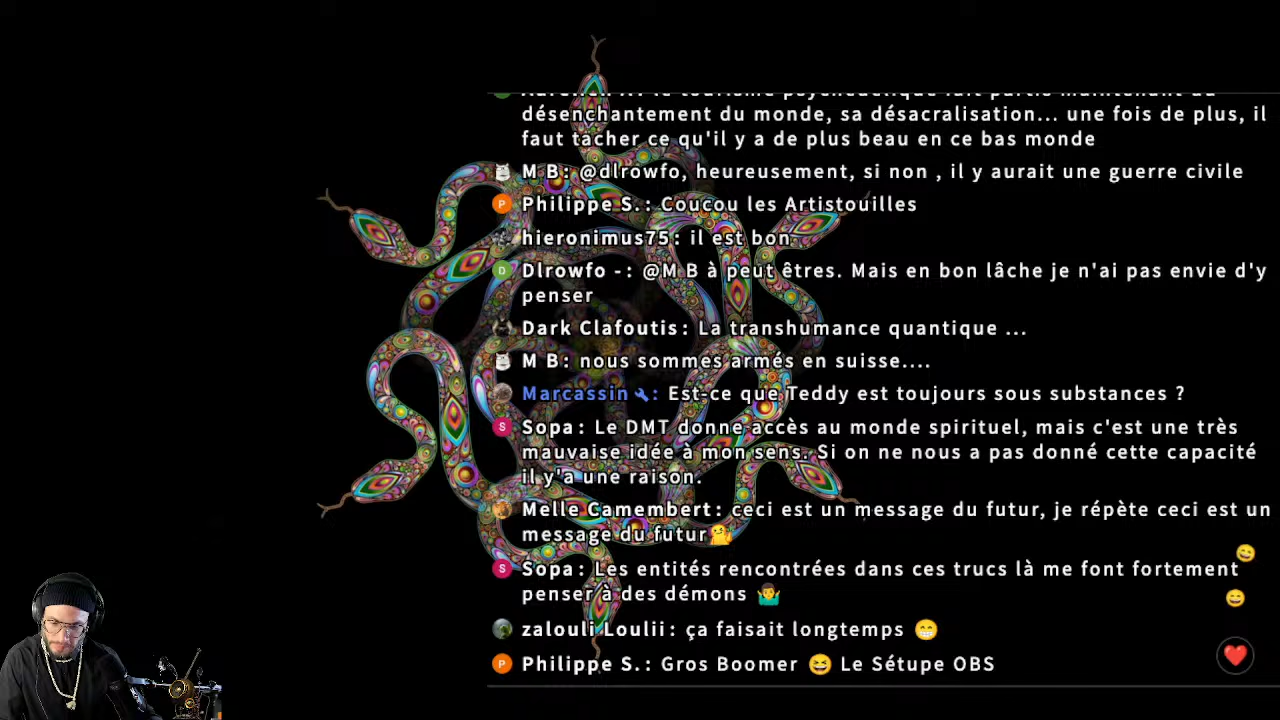 le tourisme psychédélique fait partie maintenant du
désenchantement du monde, sa désacralisation... une fois de plus, il
faut tâcher ce qu'il y a de plus beau en ce bas monde
M B: @dlrowfo, heureusement, si non , il y aurait une guerre civile
P Philippe S.: Coucou les Artistouilles
hieronimus75: il est bon
D Dlrowfo -: @M B à peut êtres. Mais en bon lâche je n'ai pas envie d'y
penser
Dark Clafoutis: La transhumance quantique ...
M B: nous sommes armés en suisse....
Marcassin: Est-ce que Teddy est toujours sous substances ?
S Sopa: Le DMT donne accès au monde spirituel, mais c'est une très
mauvaise idée à mon sens. Si on ne nous a pas donné cette capacité
il y'a une raison.
Melle Camembert: ceci est un message du futur, je répète ceci est un
message du futur🤷
S Sopa: Les entités rencontrées dans ces trucs là me font fortement
penser à des démons 🤷‍♂️
zalouli Loulii: ça faisait longtemps 😁
P Philippe S.: Gros Boomer 😆 Le Sétupe OBS